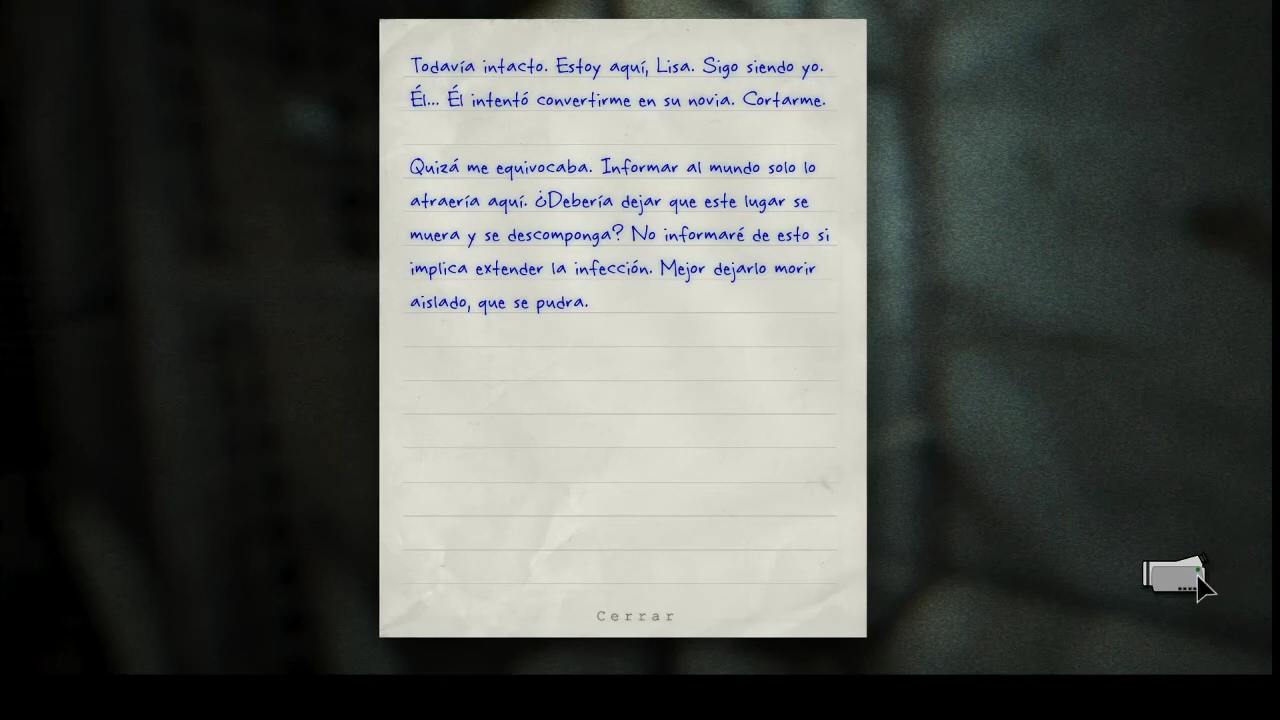 Todavía intacto. Estoy aquí, Lisa. Sigo siendo yo.
Él... Él intentó convertirme en su novia. Cortarme.
Quizá me equivocaba. Informar al mundo solo lo
atraería aquí. ¿Debería dejar que este lugar se
muera y se descomponga? No informaré de esto si
implica extender la infección. Mejor dejarlo morir
aislado, que se pudra.
Cerrar